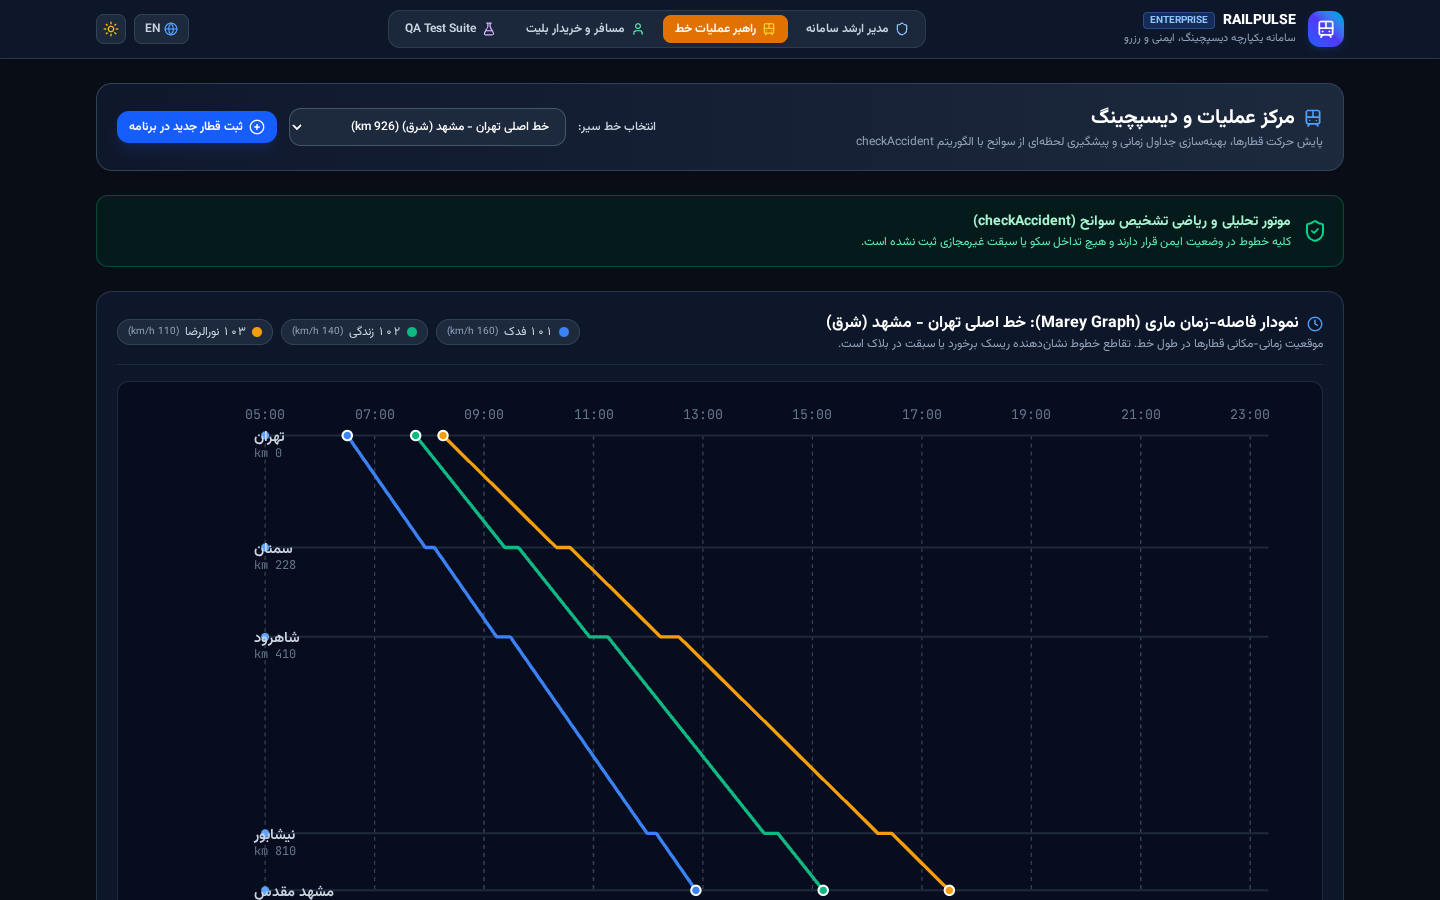 RAILPULSE ENTERPRISE
سامانه یکپارچه دیسپچینگ، ایمنی و رزرو
مدیر ارشد سامانه
راهبر عملیات خط
مسافر و خریدار بلیت
QA Test Suite
EN
مرکز عملیات و دیسپچینگ
پایش حرکت قطارها، بهینه‌سازی جداول زمانی و پیشگیری لحظه‌ای از سوانح با الگوریتم checkAccident
انتخاب خط سیر:
خط اصلی تهران - مشهد (شرق) (926 km)
ثبت قطار جدید در برنامه
موتور تحلیلی و ریاضی تشخیص سوانح (checkAccident)
کلیه خطوط در وضعیت ایمن قرار دارند و هیچ تداخل سکو یا سبقت غیرمجازی ثبت نشده است.
نمودار فاصله-زمان ماری (Marey Graph): خط اصلی تهران - مشهد (شرق)
موقعیت زمانی-مکانی قطارها در طول خط. تقاطع خطوط نشان‌دهنده ریسک برخورد یا سبقت در بلاک است.
۱۰۱ فدک (160 km/h)
۱۰۲ زندگی (140 km/h)
۱۰۳ نورالرضا (110 km/h)
05:00 07:00 09:00 11:00 13:00 15:00 17:00 19:00 21:00 23:00
تهران
km 0
سمنان
km 228
شاهرود
km 410
نیشابور
km 810
مشهد مقدس